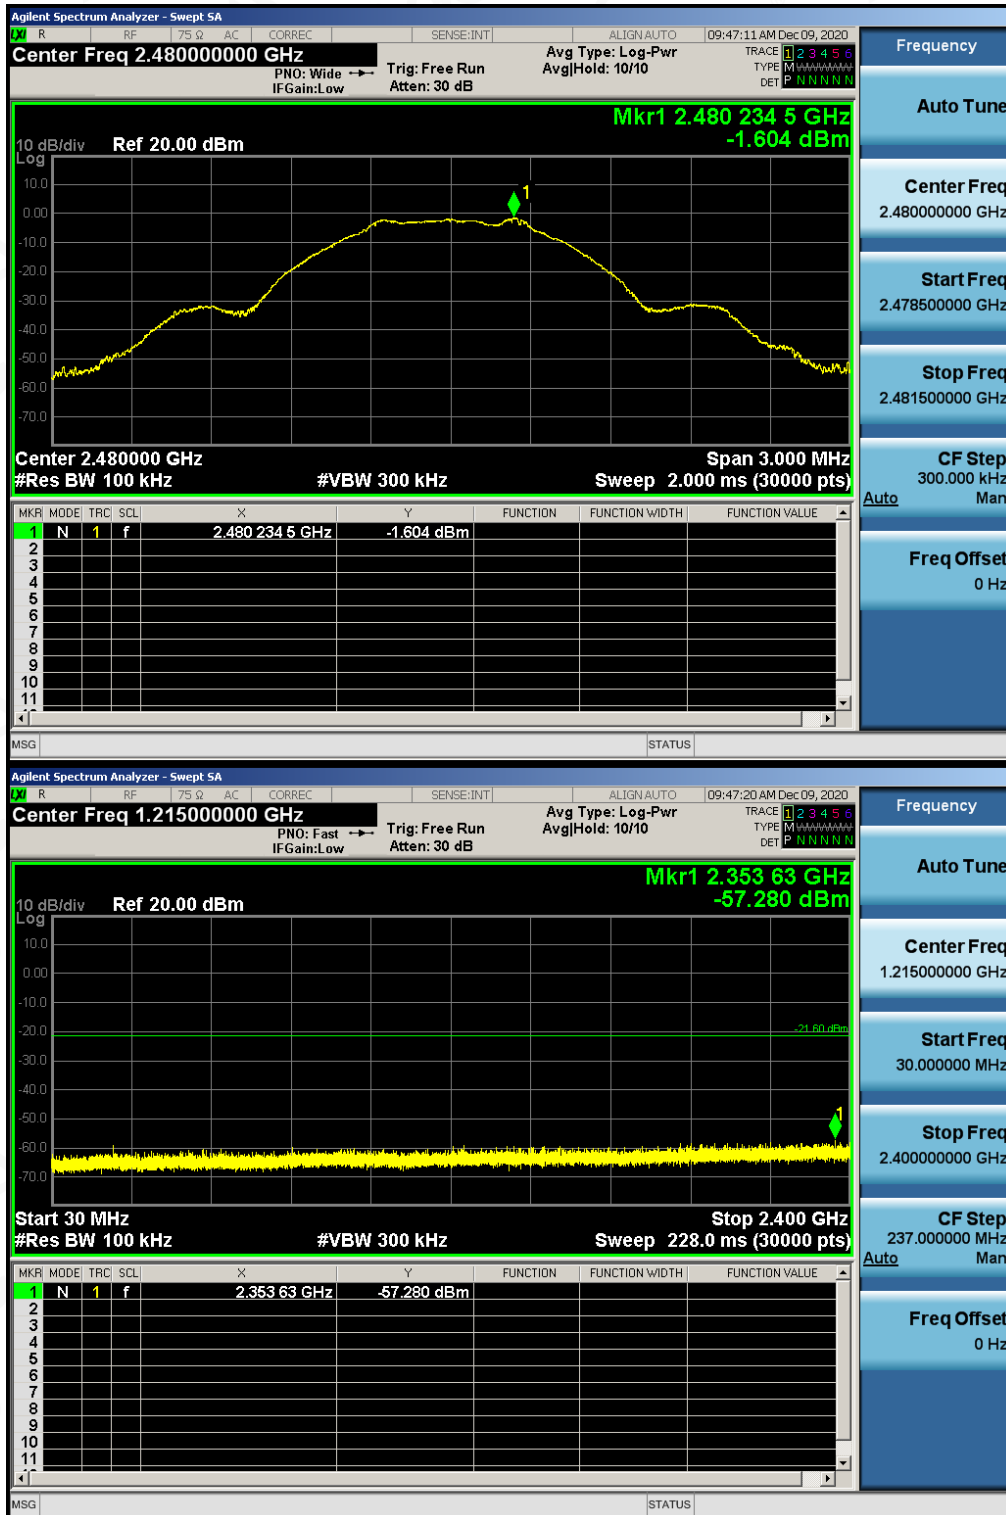 Agilent Spectrum Analyzer - Swept SA
LXI R RF 75 Ω AC CORREC SENSE:INT ALIGN AUTO 09:47:11 AM Dec 09, 2020
Center Freq 2.480000000 GHz
PNO: Wide
IFGain:Low
Trig: Free Run
Atten: 30 dB
Avg Type: Log-Pwr
Avg|Hold: 10/10
TRACE 1 2 3 4 5 6
TYPE M WWWWW
DET P N N N N N
Mkr1 2.480 234 5 GHz
-1.604 dBm
10 dB/div Ref 20.00 dBm
Log
10.0
0.00
-10.0
-20.0
-30.0
-40.0
-50.0
-60.0
-70.0
1
Center 2.480000 GHz Span 3.000 MHz
#Res BW 100 kHz #VBW 300 kHz Sweep 2.000 ms (30000 pts)
MKR MODE TRC SCL X Y FUNCTION FUNCTION WIDTH FUNCTION VALUE
1 N 1 f 2.480 234 5 GHz -1.604 dBm
2
3
4
5
6
7
8
9
10
11
MSG STATUS
Frequency
Auto Tune
Center Freq
2.480000000 GHz
Start Freq
2.478500000 GHz
Stop Freq
2.481500000 GHz
CF Step
300.000 kHz
Auto Man
Freq Offset
0 Hz
Agilent Spectrum Analyzer - Swept SA
LXI R RF 75 Ω AC CORREC SENSE:INT ALIGN AUTO 09:47:20 AM Dec 09, 2020
Center Freq 1.215000000 GHz
PNO: Fast
IFGain:Low
Trig: Free Run
Atten: 30 dB
Avg Type: Log-Pwr
Avg|Hold: 10/10
TRACE 1 2 3 4 5 6
TYPE M WWWWW
DET P N N N N N
Mkr1 2.353 63 GHz
-57.280 dBm
10 dB/div Ref 20.00 dBm
Log
10.0
0.00
-10.0
-20.0
-30.0
-40.0
-50.0
-60.0
-70.0
-21.60 dBm
1
Start 30 MHz Stop 2.400 GHz
#Res BW 100 kHz #VBW 300 kHz Sweep 228.0 ms (30000 pts)
MKR MODE TRC SCL X Y FUNCTION FUNCTION WIDTH FUNCTION VALUE
1 N 1 f 2.353 63 GHz -57.280 dBm
2
3
4
5
6
7
8
9
10
11
MSG STATUS
Frequency
Auto Tune
Center Freq
1.215000000 GHz
Start Freq
30.000000 MHz
Stop Freq
2.400000000 GHz
CF Step
237.000000 MHz
Auto Man
Freq Offset
0 Hz